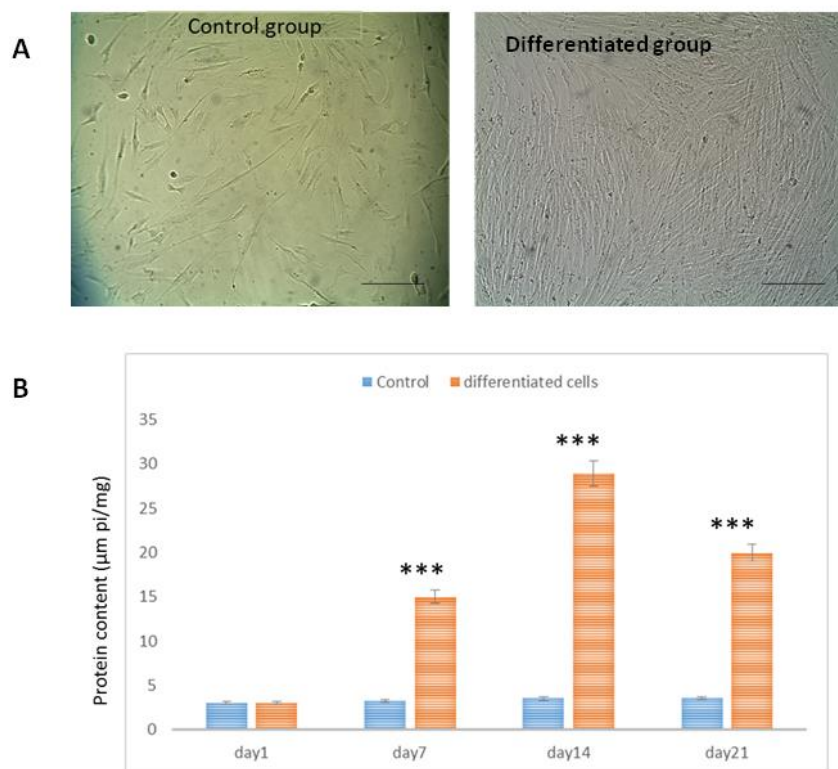 A
Control group
Differentiated group
B
Control
differentiated cells
Protein content (µm pi/mg)
35
30
25
20
15
10
5
0
***
***
***
day1
day7
day14
day21